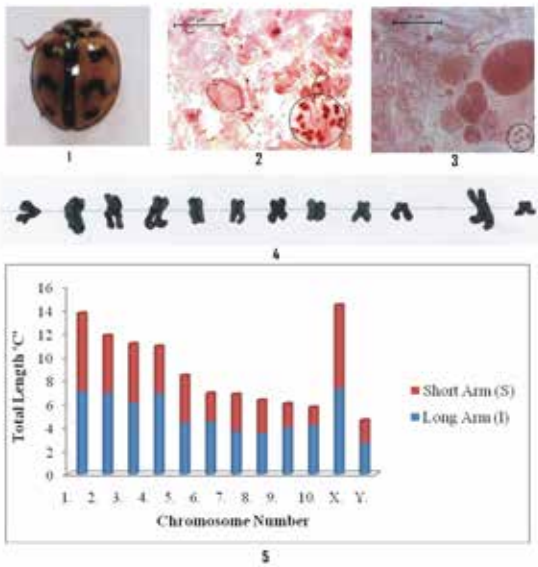 1
2
3
4
16
14
12
10
8
6
4
2
0
Total Length 'C'
1. 2. 3. 4. 5. 6. 7. 8. 9. 10. X. Y.
Chromosome Number
Short Arm (S)
Long Arm (l)
5